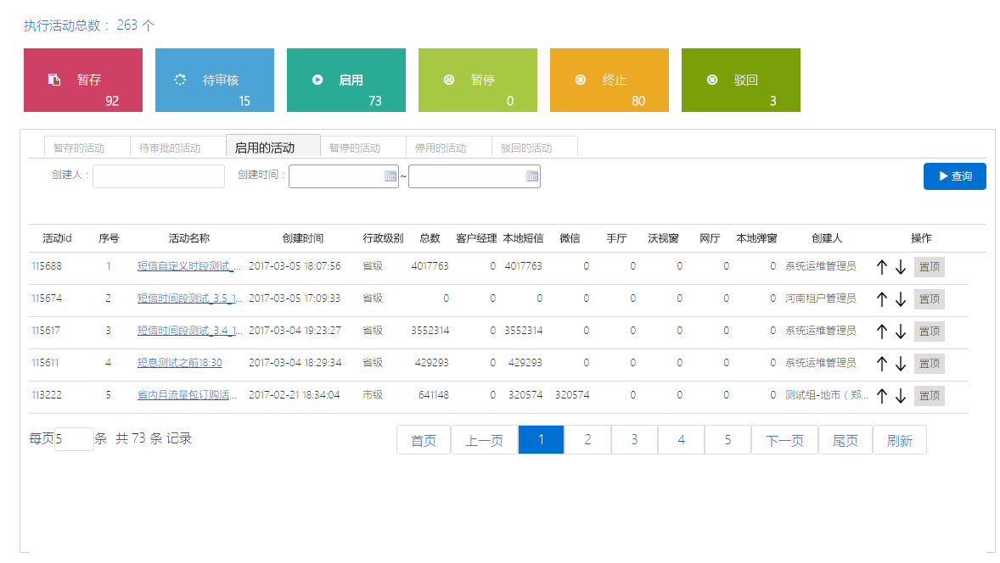 执行活动总数： 263 个
暂存 待审核 启用 暂停 终止 驳回
92 15 73 0 80 3
暂存的活动 待审批的活动 启用的活动 暂停的活动 停用的活动 驳回的活动
创建人： 创建时间： ~ 查询
活动id 序号 活动名称 创建时间 行政级别 总数 客户经理 本地短信 微信 手厅 沃视窗 网厅 本地弹窗 创建人 操作
115688 1 短信自定义时段测试_... 2017-03-05 18:07:56 省级 4017763 0 4017763 0 0 0 0 0 系统运维管理员 置顶
115674 2 短信时间段测试_3.5_1... 2017-03-05 17:09:33 省级 0 0 0 0 0 0 0 0 河南租户管理员 置顶
115617 3 短信时间段测试_3.4_1... 2017-03-04 19:23:27 省级 3552314 0 3552314 0 0 0 0 0 系统运维管理员 置顶
115611 4 短息测试之前18:30 2017-03-04 18:29:34 省级 429293 0 429293 0 0 0 0 0 系统运维管理员 置顶
113222 5 省内月流量包订购活... 2017-02-21 18:34:04 市级 641148 0 320574 320574 0 0 0 0 测试组-地市（郑... 置顶
每页5条 共 73 条 记录 首页 上一页 1 2 3 4 5 下一页 尾页 刷新